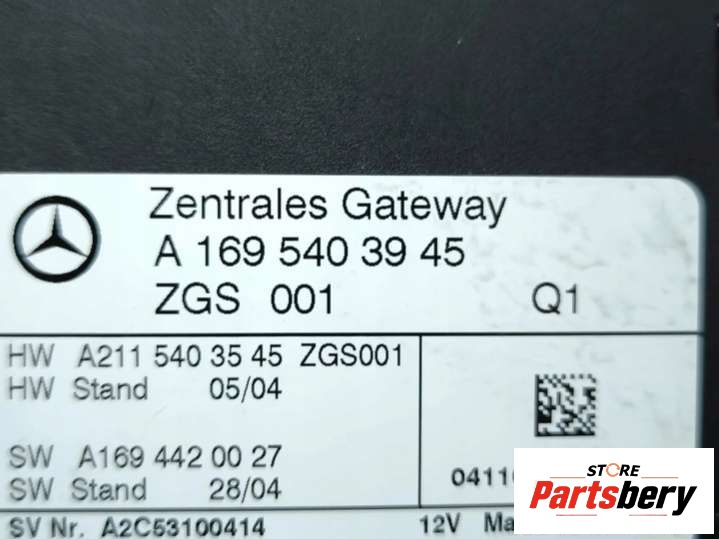 Zentrales Gateway
A 169 540 39 45
ZGS 001 Q1
HW A211 540 35 45 ZGS001
HW Stand 05/04
SW A169 442 00 27
SW Stand 28/04
SV Nr. A2C53100414
12V
STORE
Partsbery